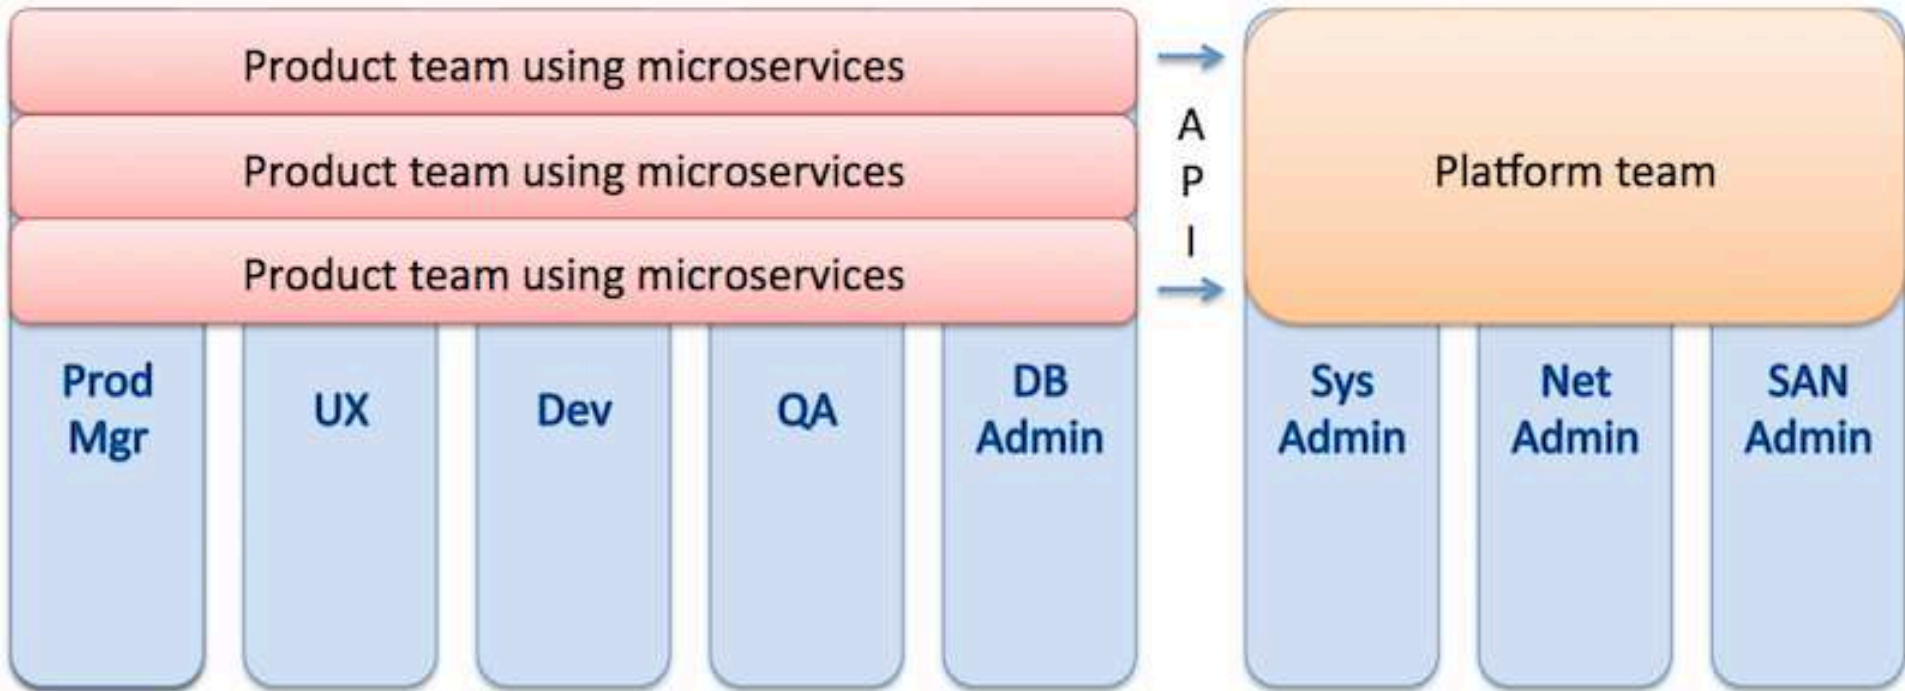 Product team using microservices
Product team using microservices
Product team using microservices
A
P
I
Platform team
Prod
Mgr
UX
Dev
QA
DB
Admin
Sys
Admin
Net
Admin
SAN
Admin